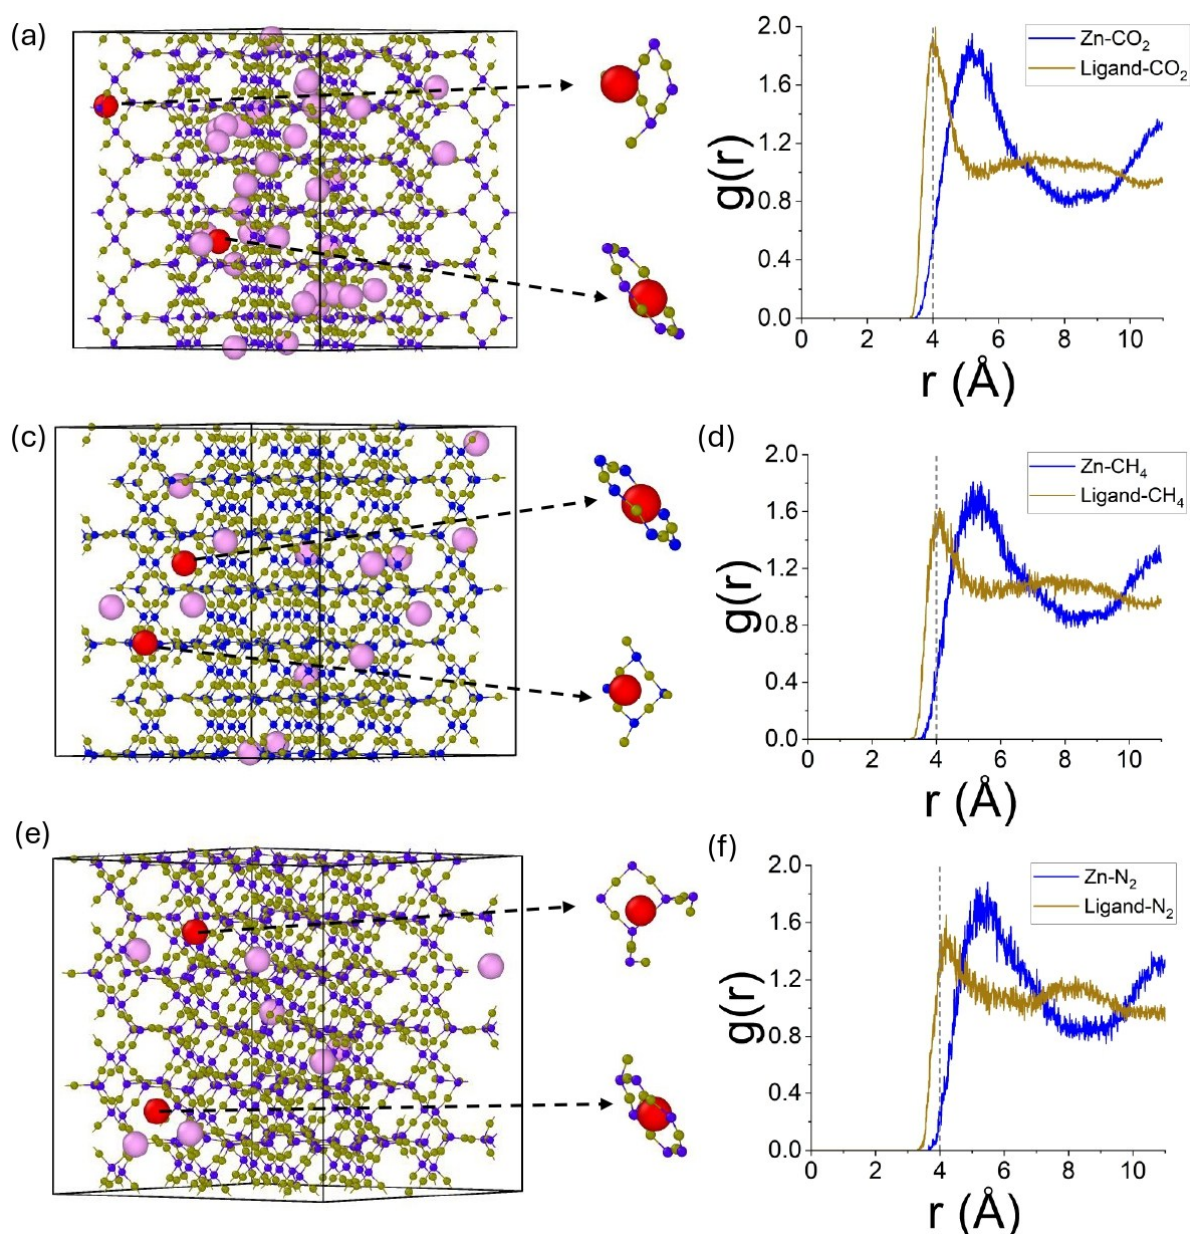 (a)
2.0
1.6
1.2
0.8
0.4
0.0
g(r)
Zn-CO₂
Ligand-CO₂
0 2 4 6 8 10
r (Å)
(c)
(d)
2.0
1.6
1.2
0.8
0.4
0.0
g(r)
Zn-CH₄
Ligand-CH₄
0 2 4 6 8 10
r (Å)
(e)
(f)
2.0
1.6
1.2
0.8
0.4
0.0
g(r)
Zn-N₂
Ligand-N₂
0 2 4 6 8 10
r (Å)